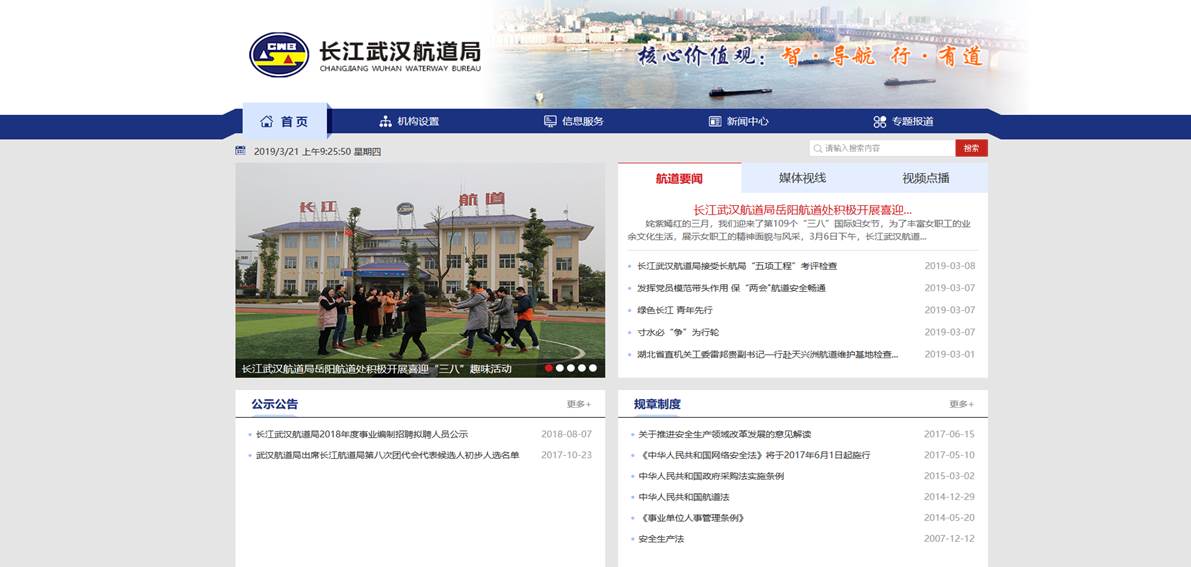 CWB
长江武汉航道局
CHANGJIANG WUHAN WATERWAY BUREAU
核心价值观：智·导航 行·有道
首页
机构设置
信息服务
新闻中心
专题报道
2019/3/21 上午9:25:50 星期四
请输入搜索内容
搜索
长江 航道
长江武汉航道局岳阳航道处积极开展喜迎“三八”趣味活动
航道要闻
媒体视线
视频点播
长江武汉航道局岳阳航道处积极开展喜迎...
姹紫嫣红的三月，我们迎来了第109个“三八”国际妇女节，为了丰富女职工的业
余文化生活，展示女职工的精神面貌与风采，3月6日下午，长江武汉航道...
长江武汉航道局接受长航局“五项工程”考评检查 2019-03-08
发挥党员模范带头作用 保“两会”航道安全畅通 2019-03-07
绿色长江 青年先行 2019-03-07
寸水必“争”为行轮 2019-03-07
湖北省直机关工委雷邦贵副书记一行赴天兴洲航道维护基地检查... 2019-03-01
公示公告 更多+
长江武汉航道局2018年度事业编制招聘拟聘人员公示 2018-08-07
武汉航道局出席长江航道局第八次团代会代表候选人初步人选名单 2017-10-23
规章制度 更多+
关于推进安全生产领域改革发展的意见解读 2017-06-15
《中华人民共和国网络安全法》将于2017年6月1日起施行 2017-05-10
中华人民共和国政府采购法实施条例 2015-03-02
中华人民共和国航道法 2014-12-29
《事业单位人事管理条例》 2014-05-20
安全生产法 2007-12-12